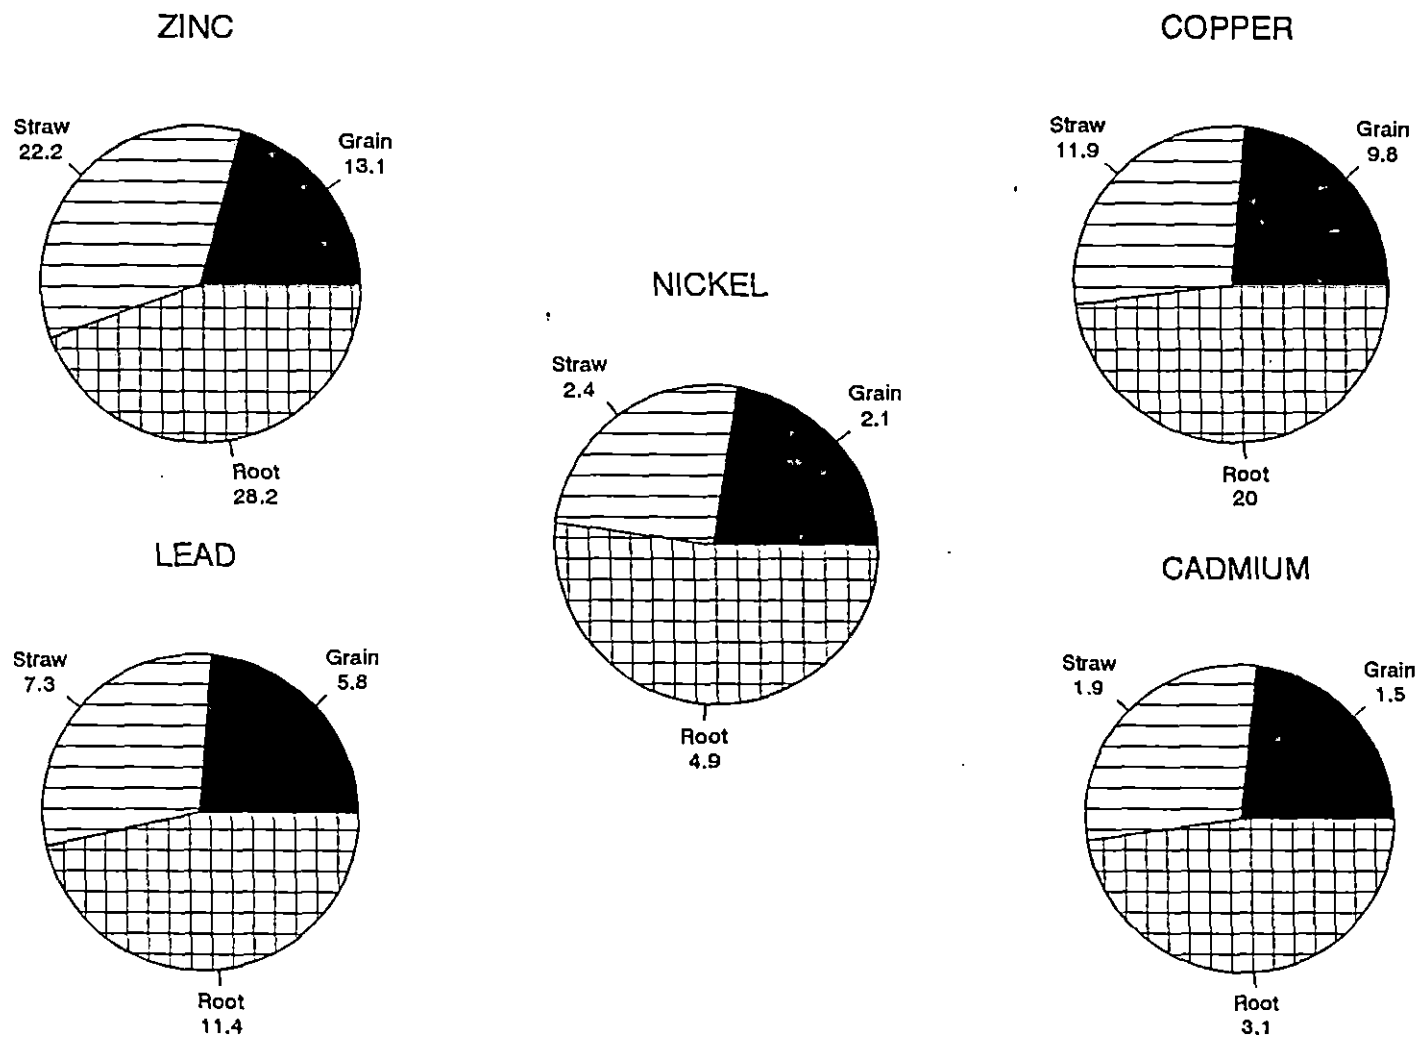 ZINC
Straw
22.2
Grain
13.1
Root
28.2
COPPER
Straw
11.9
Grain
9.8
Root
20
NICKEL
Straw
2.4
Grain
2.1
Root
4.9
LEAD
Straw
7.3
Grain
5.8
Root
11.4
CADMIUM
Straw
1.9
Grain
1.5
Root
3.1